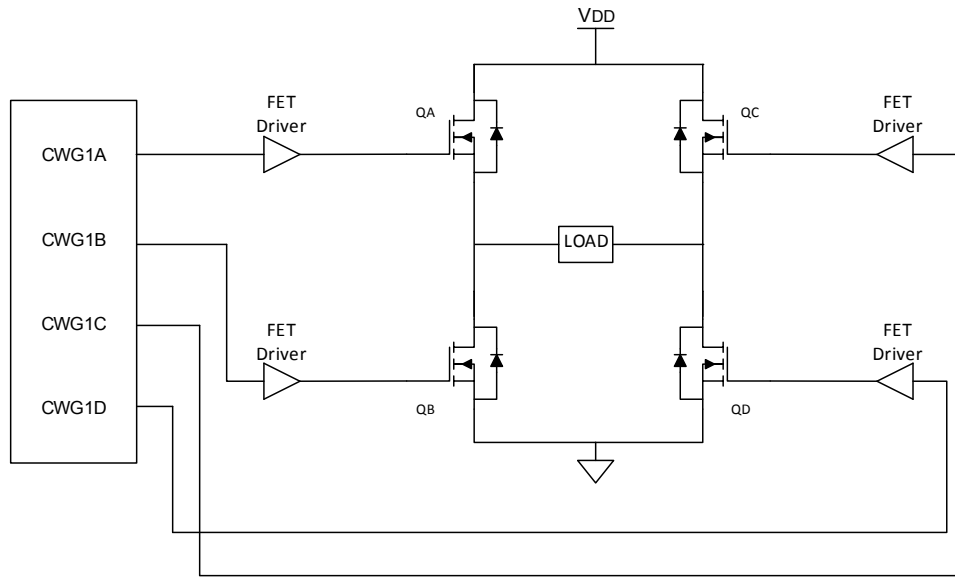 VDD
FET
Driver
QA
QC
FET
Driver
CWG1A
CWG1B
LOAD
CWG1C
FET
Driver
FET
Driver
CWG1D
QB
QD